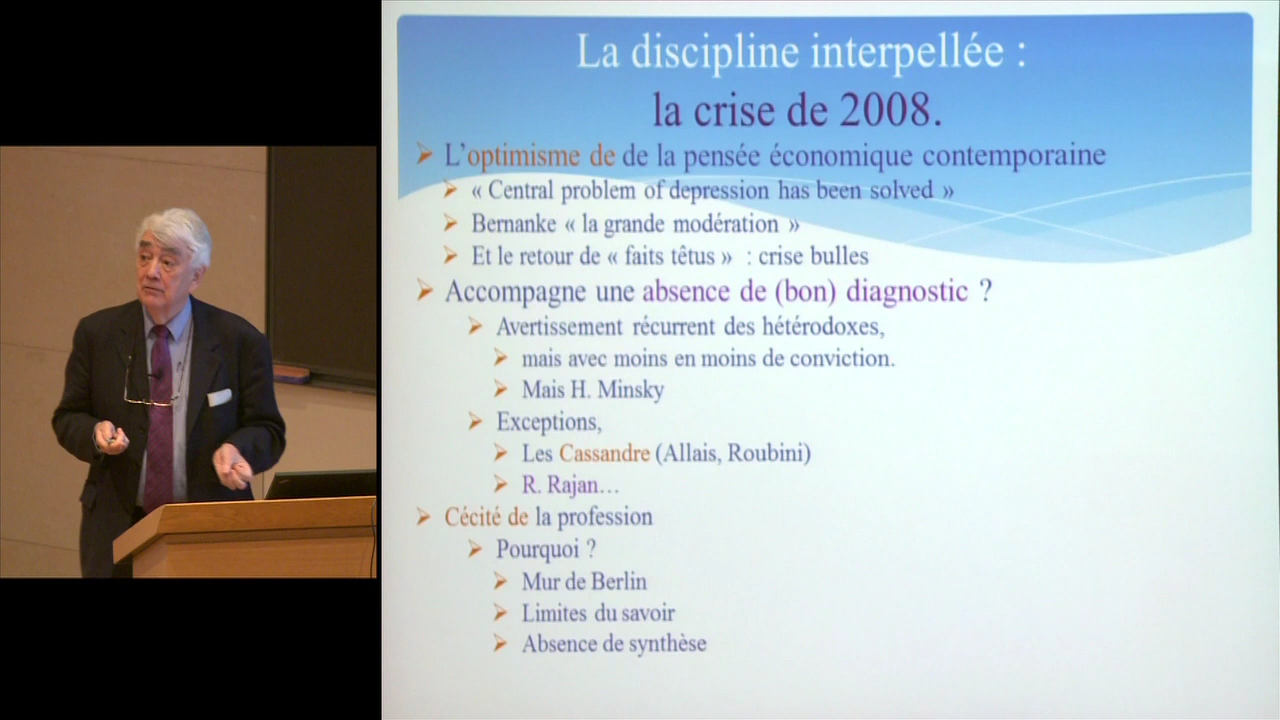 La discipline interpellée :
la crise de 2008.
L'optimisme de de la pensée économique contemporaine
« Central problem of depression has been solved »
Bernanke « la grande modération »
Et le retour de « faits têtus » : crise bulles
Accompagne une absence de (bon) diagnostic ?
Avertissement récurrent des hétérodoxes,
mais avec moins en moins de conviction.
Mais H. Minsky
Exceptions,
Les Cassandre (Allais, Roubini)
R. Rajan…
Cécité de la profession
Pourquoi ?
Mur de Berlin
Limites du savoir
Absence de synthèse